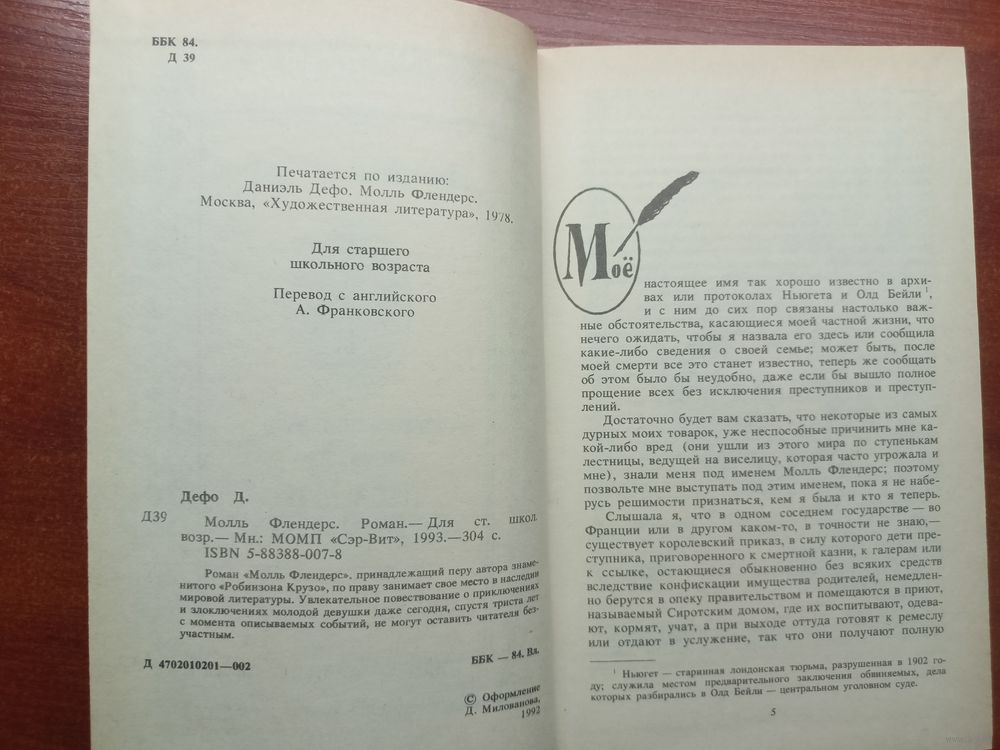 ББК 84.
Д 39
Печатается по изданию:
Даниэль Дефо. Молль Флендерс.
Москва, «Художественная литература», 1978.
Для старшего
школьного возраста
Перевод с английского
А. Франковского
Дефо Д.
Д39
Молль Флендерс. Роман.— Для ст. школ.
возр.— Мн.: МОМП «Сэр-Вит», 1993.—304 с.
ISBN 5-88388-007-8
Роман «Молль Флендерс», принадлежащий перу автора знаме-
нитого «Робинзона Крузо», по праву занимает свое место в наследии
мировой литературы. Увлекательное повествование о приключениях
и злоключениях молодой девушки даже сегодня, спустя триста лет
с момента описываемых событий, не могут оставить читателя без-
участным.
Д 4702010201—002
ББК — 84. Вл.
© Оформление
Д. Милованова,
1992
Моё
настоящее имя так хорошо известно в архи-
вах или протоколах Ньюгета и Олд Бейли 1,
и с ним до сих пор связаны настолько важ-
ные обстоятельства, касающиеся моей частной жизни, что
нечего ожидать, чтобы я назвала его здесь или сообщила
какие-либо сведения о своей семье; может быть, после
моей смерти все это станет известно, теперь же сообщать
об этом было бы неудобно, даже если бы вышло полное
прощение всех без исключения преступников и преступ-
лений.
Достаточно будет вам сказать, что некоторые из самых
дурных моих товарок, уже неспособные причинить мне ка-
кой-либо вред (они ушли из этого мира по ступенькам
лестницы, ведущей на виселицу, которая часто угрожала и
мне), знали меня под именем Молль Флендерс; поэтому
позвольте мне выступать под этим именем, пока я не набе-
русь решимости признаться, кем я была и кто я теперь.
Слышала я, что в одном соседнем государстве — во
Франции или в другом каком-то, в точности не знаю,—
существует королевский приказ, в силу которого дети пре-
ступника, приговоренного к смертной казни, к галерам или
к ссылке, остающиеся обыкновенно без всяких средств
вследствие конфискации имущества родителей, немедлен-
но берутся в опеку правительством и помещаются в приют,
называемый Сиротским домом, где их воспитывают, одева-
ют, кормят, учат, а при выходе оттуда готовят к ремеслу
или отдают в услужение, так что они получают полную
1 Ньюгет — старинная лондонская тюрьма, разрушенная в 1902 го-
ду; служила местом предварительного заключения обвиняемых, дела
которых разбирались в Олд Бейли — центральном уголовном суде.
5